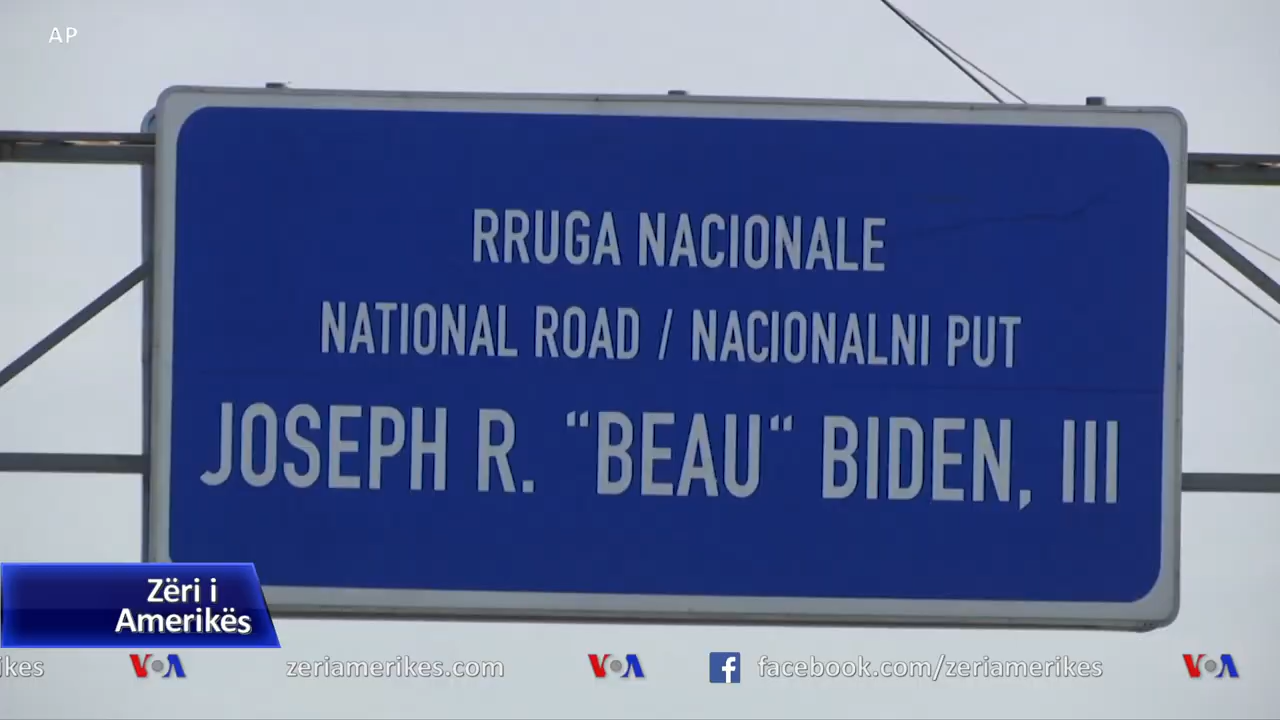 AP
RRUGA NACIONALE
NATIONAL ROAD / NACIONALNI PUT
JOSEPH R. “BEAU“ BIDEN, III
Zëri i
Amerikës
ikes VOA zeriamerikes.com VOA f facebook.com/zeriamerikes VOA